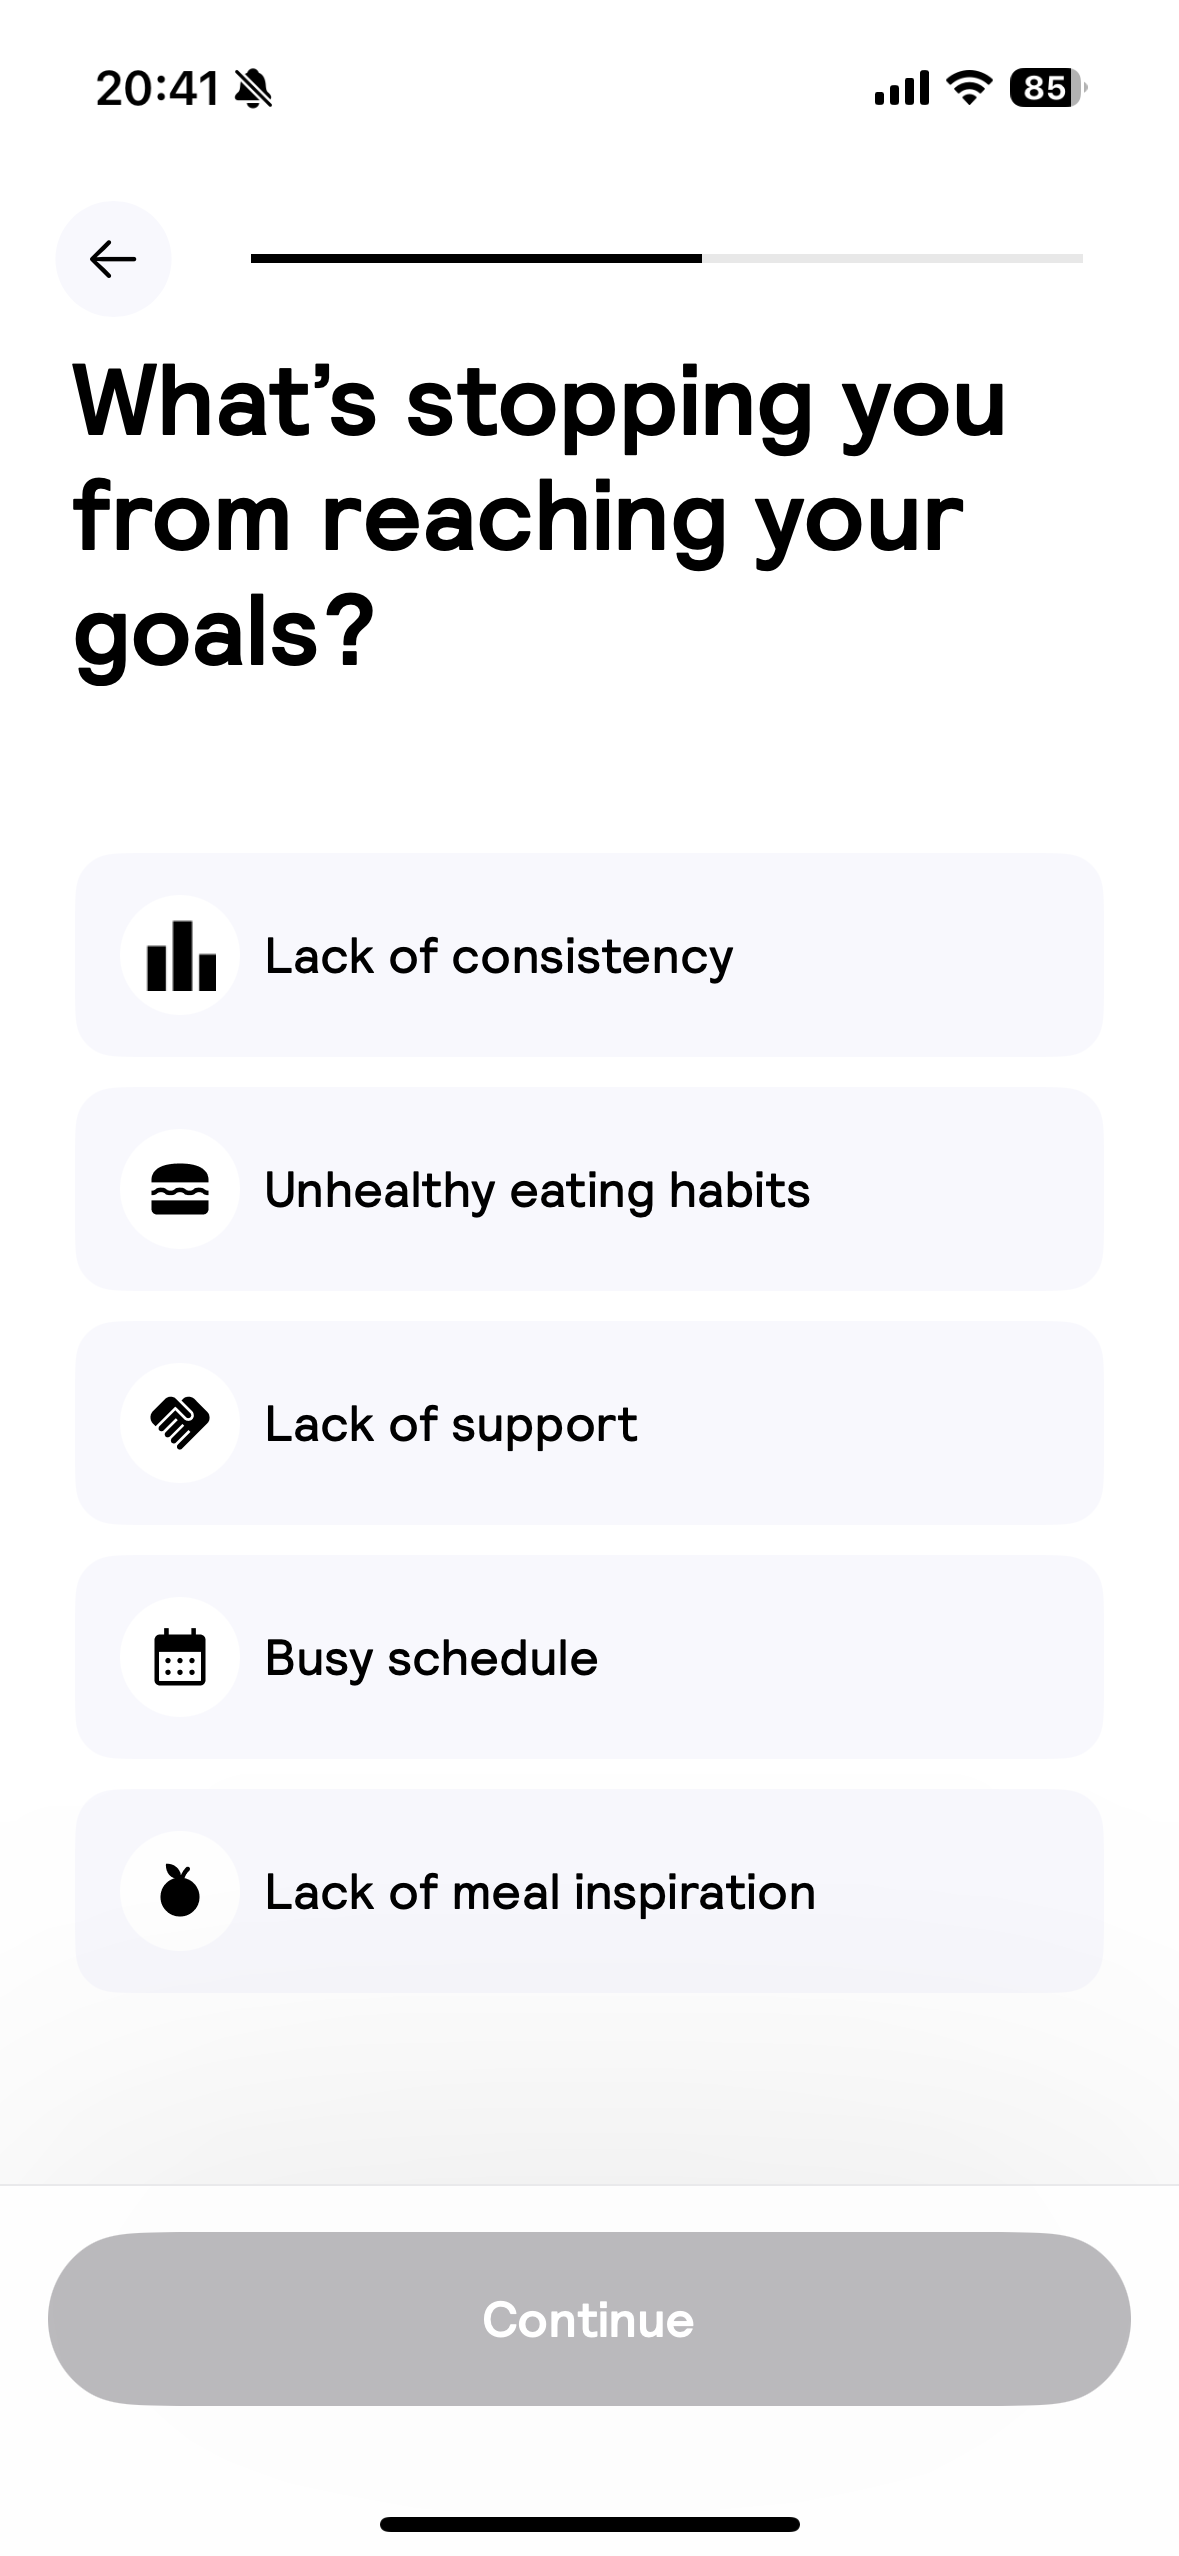 20:41
85
What’s stopping you
from reaching your
goals?
Lack of consistency
Unhealthy eating habits
Lack of support
Busy schedule
Lack of meal inspiration
Continue